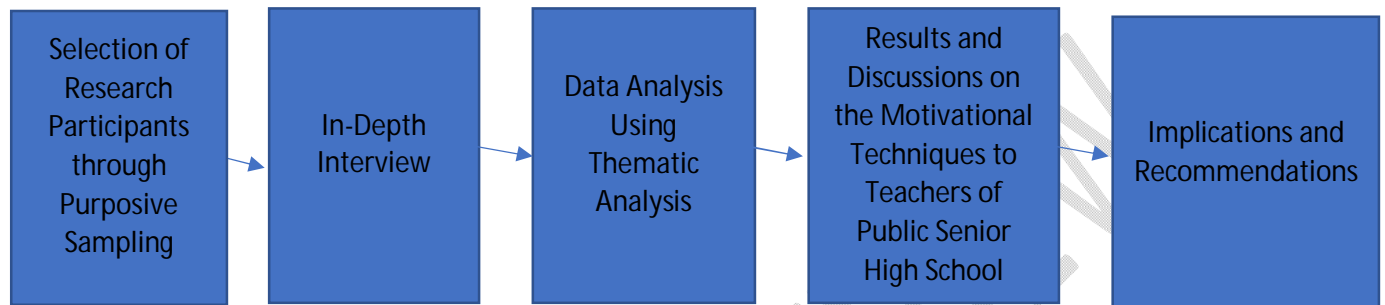 Selection of
Research
Participants
through
Purposive
Sampling
In-Depth
Interview
Data Analysis
Using
Thematic
Analysis
Results and
Discussions on
the Motivational
Techniques to
Teachers of
Public Senior
High School
Implications and
Recommendations